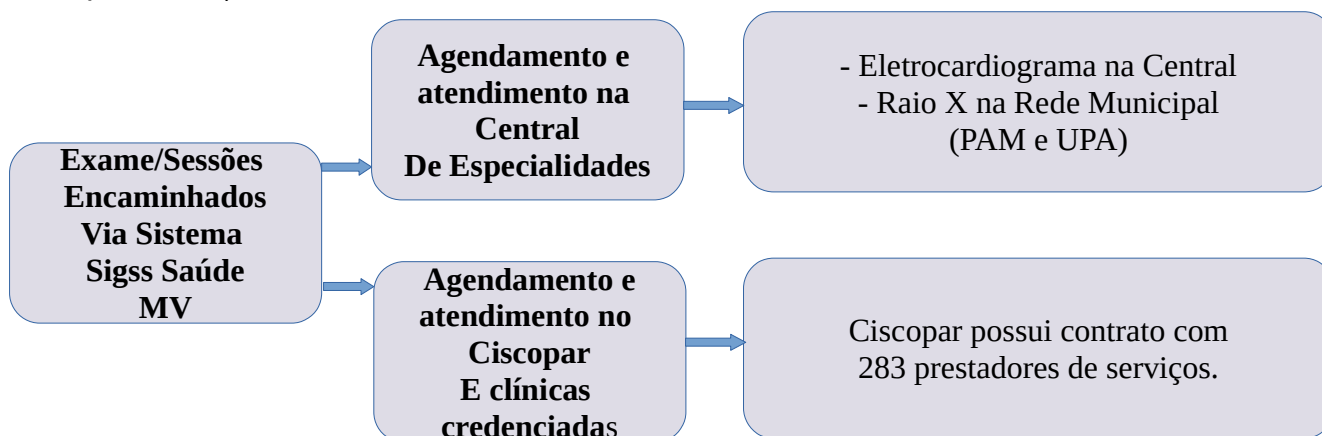 Exame/Sessões
Encaminhados
Via Sistema
Sigss Saúde
MV
Agendamento e
atendimento na
Central
De Especialidades
- Eletrocardiograma na Central
- Raio X na Rede Municipal
(PAM e UPA)
Agendamento e
atendimento no
Ciscopar
E clínicas
credenciadas
Ciscopar possui contrato com
283 prestadores de serviços.